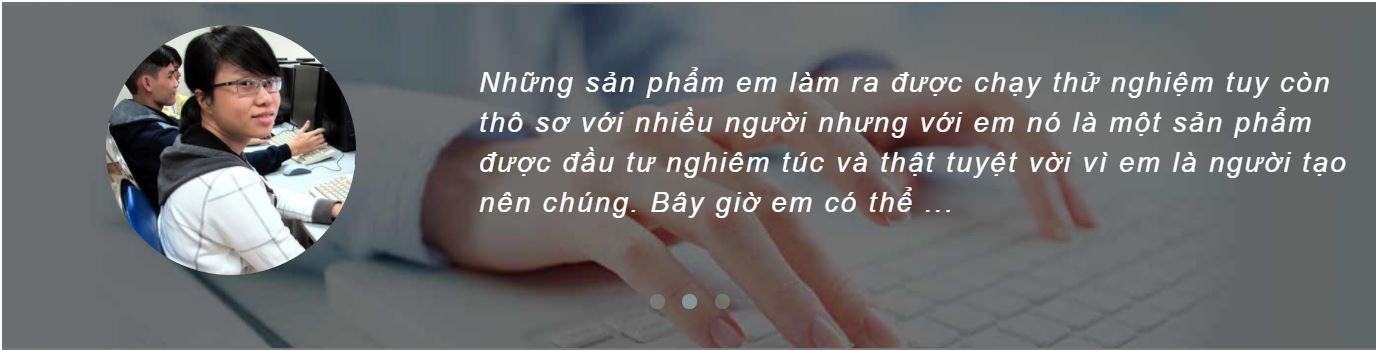 Những sản phẩm em làm ra được chạy thử nghiệm tuy còn
thô sơ với nhiều người nhưng với em nó là một sản phẩm
được đầu tư nghiêm túc và thật tuyệt vời vì em là người tạo
nên chúng. Bây giờ em có thể ...